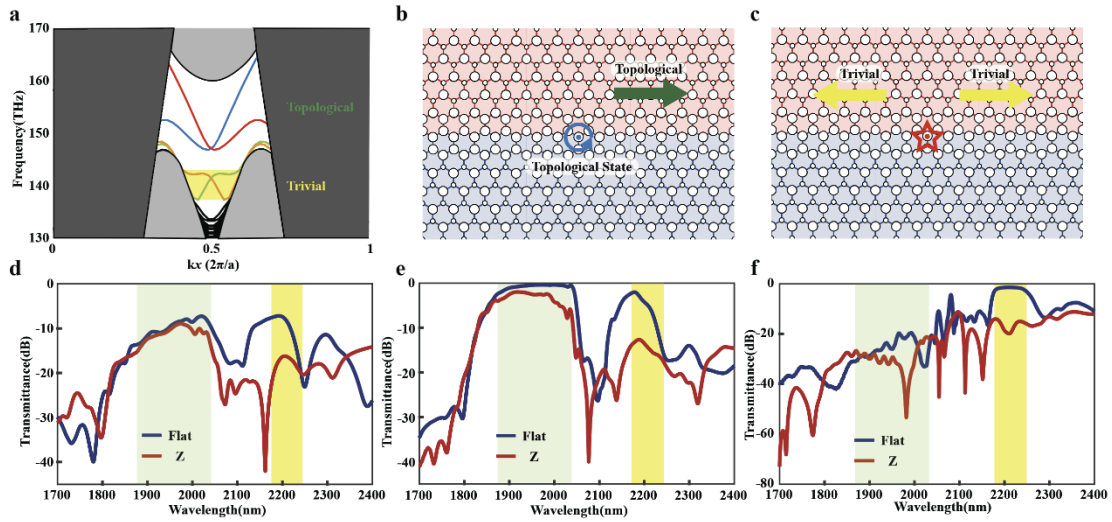 a
170
160
150
140
130
Frequency(THz)
Topological
Trivial
0
0.5
1
kx (2π/a)
b
Topological
Topological State
c
Trivial
Trivial
d
0
-10
-20
-30
-40
Transmittance(dB)
Flat
Z
1700 1800 1900 2000 2100 2200 2300 2400
Wavelength(nm)
e
0
-10
-20
-30
-40
Transmittance(dB)
Flat
Z
1700 1800 1900 2000 2100 2200 2300 2400
Wavelength(nm)
f
0
-20
-40
-60
-80
Transmittance(dB)
Flat
Z
1700 1800 1900 2000 2100 2200 2300 2400
Wavelength(nm)